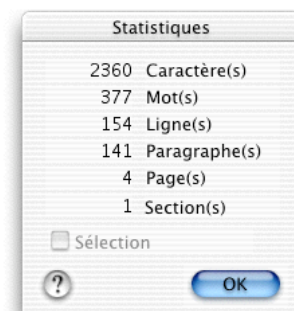 Statistiques
2360 Caractère(s)
377 Mot(s)
154 Ligne(s)
141 Paragraphe(s)
4 Page(s)
1 Section(s)
Sélection
? OK